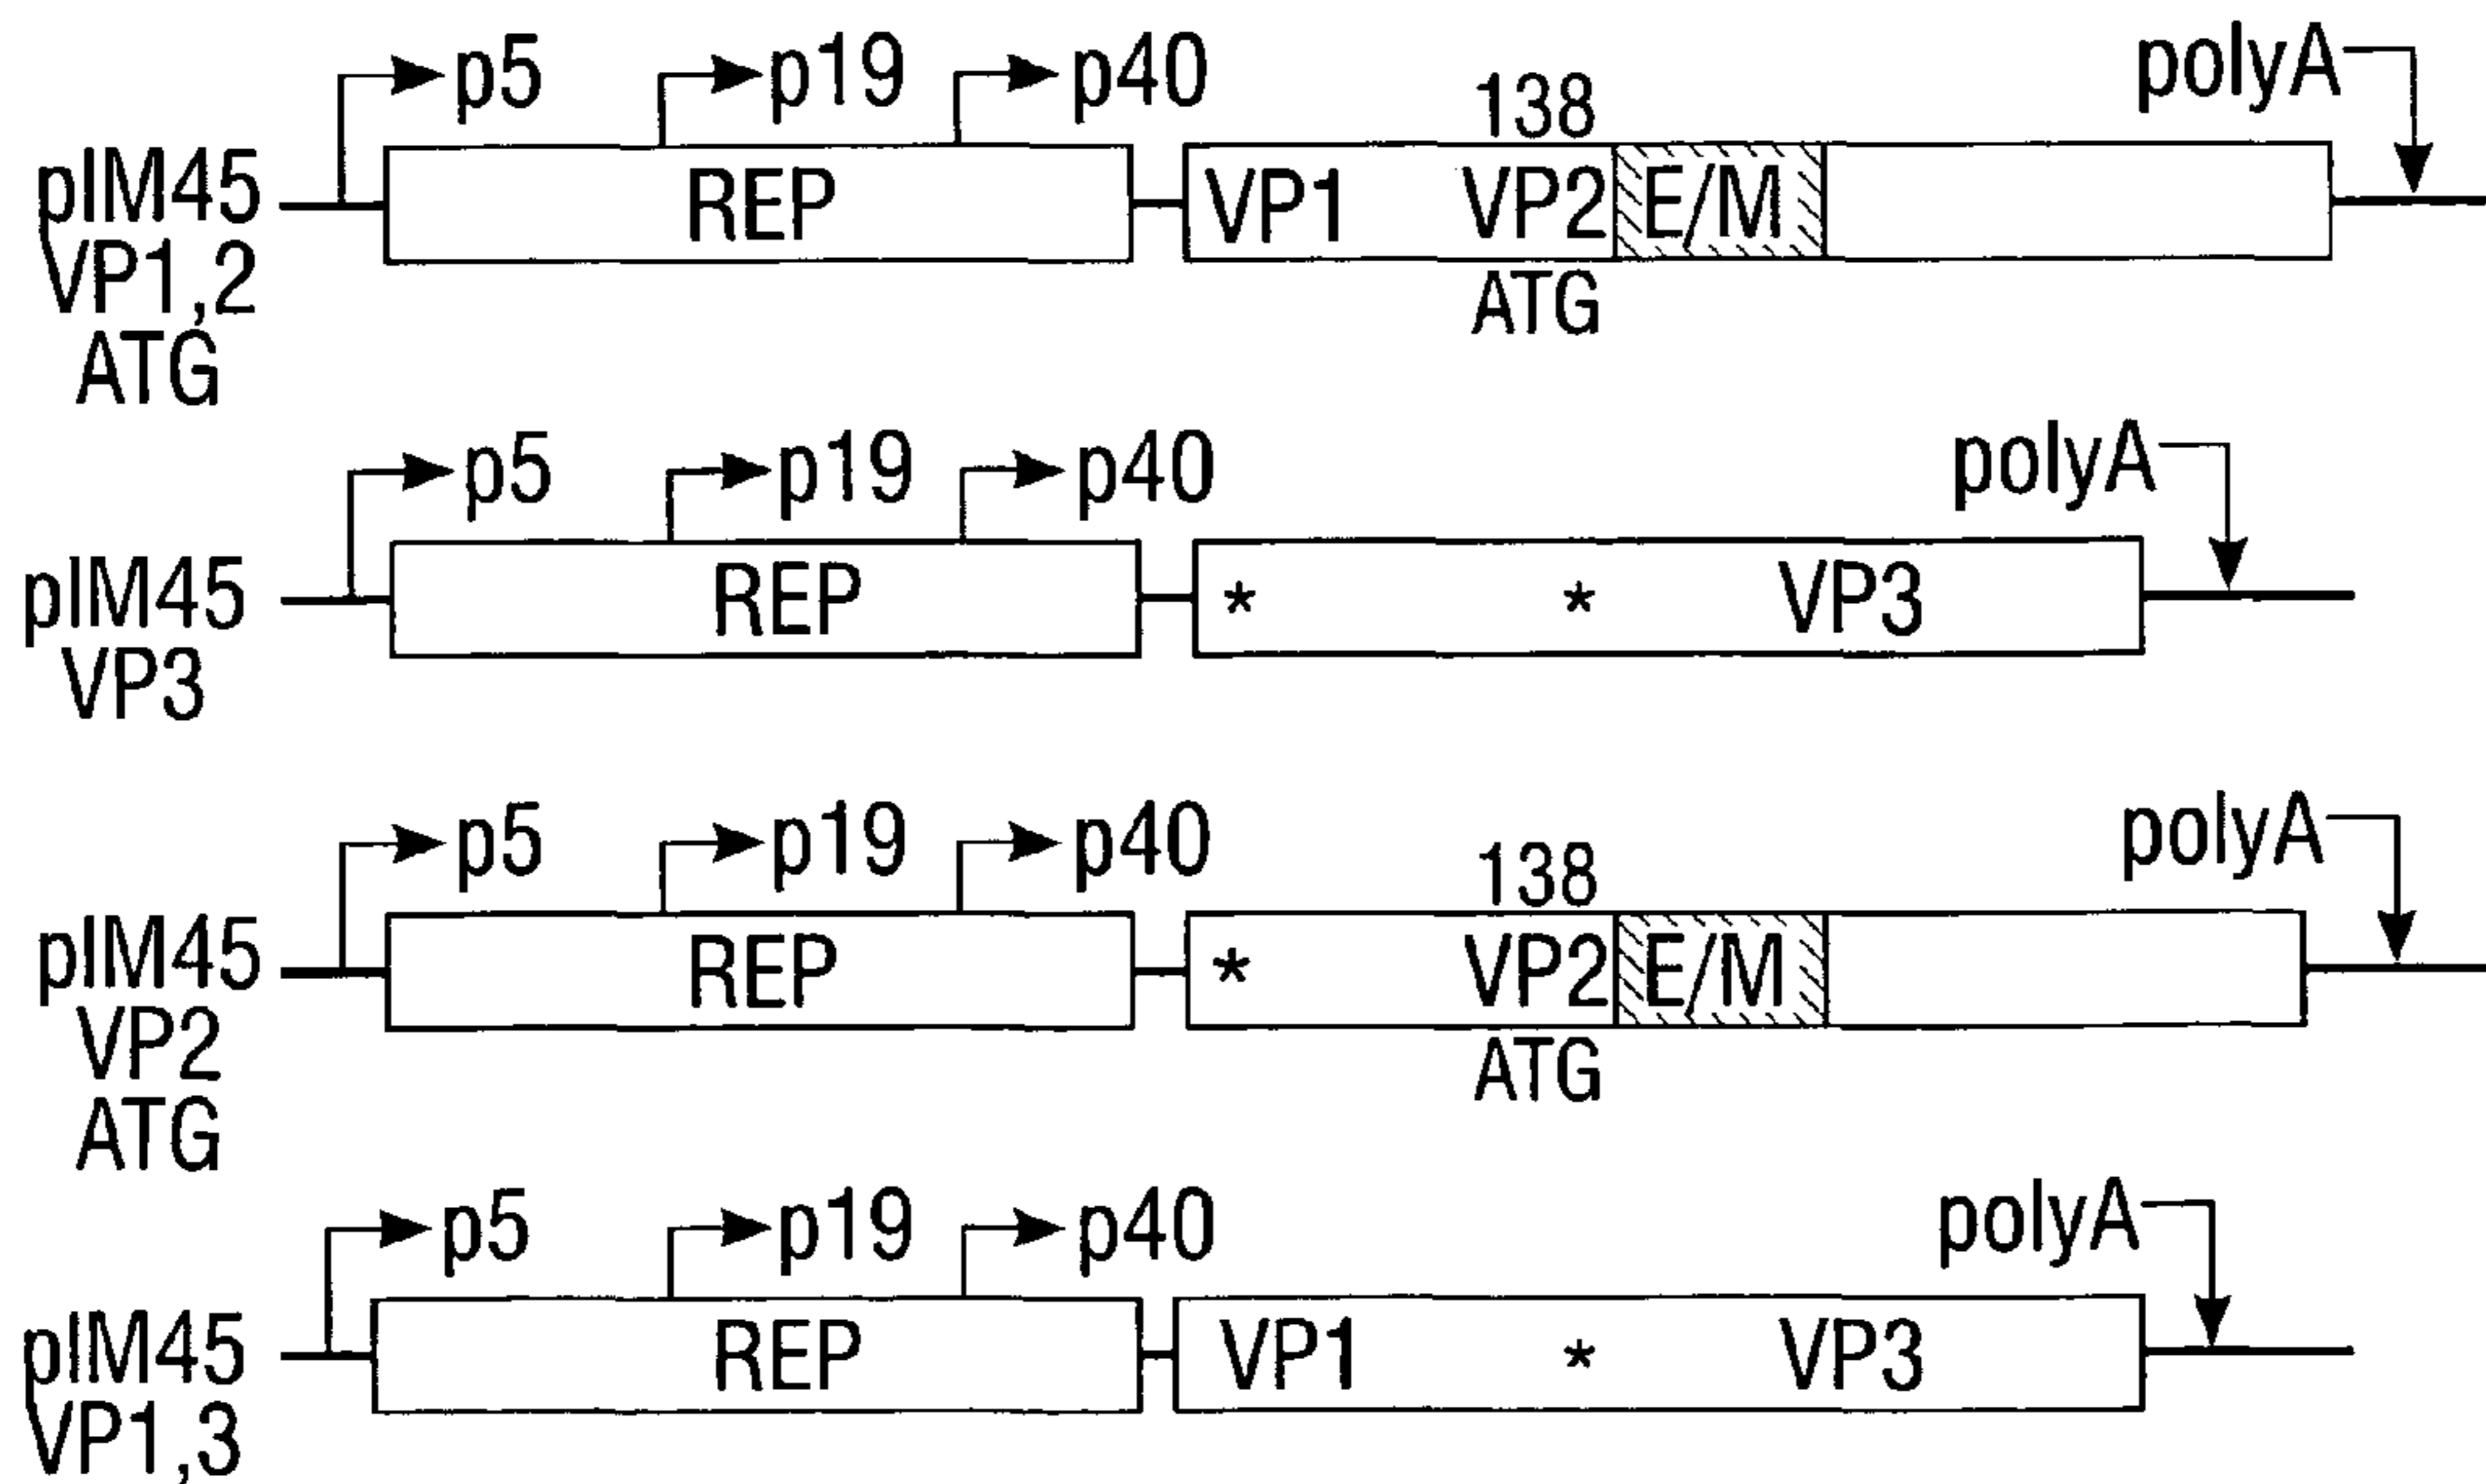 p5 p19 p40 138 polyA
pIM45 REP VP1 VP2 E/M
VP1,2 ATG
ATG
p5 p19 p40 polyA
pIM45 REP * * VP3
VP3
p5 p19 p40 138 polyA
pIM45 REP * VP2 E/M
VP2 ATG
ATG
p5 p19 p40 polyA
pIM45 REP VP1 * VP3
VP1,3